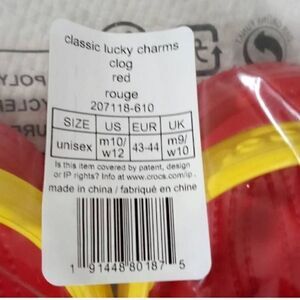 classic lucky charms
clog
red
rouge
207118-610
SIZE US EUR UK
unisex m10/ w12 43-44 m9/ w10
Is this item covered by patent, design
or IP rights? Info at www.crocs.com/ip.
made in china / fabriqué en chine
1 91448 80187 5
POLY